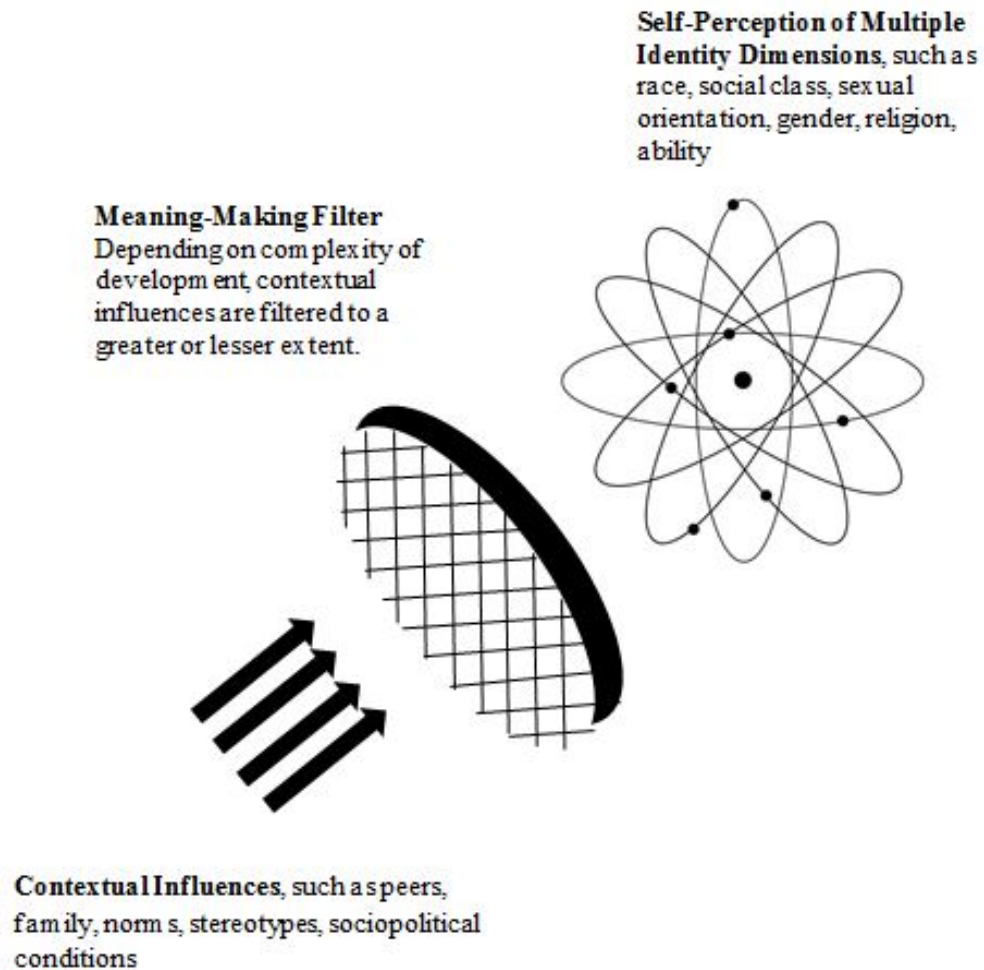 Self-Perception of Multiple
Identity Dimensions, such as
race, social class, sexual
orientation, gender, religion,
ability
Meaning-Making Filter
Depending on complexity of
development, contextual
influences are filtered to a
greater or lesser extent.
Contextual Influences, such as peers,
family, norms, stereotypes, sociopolitical
conditions